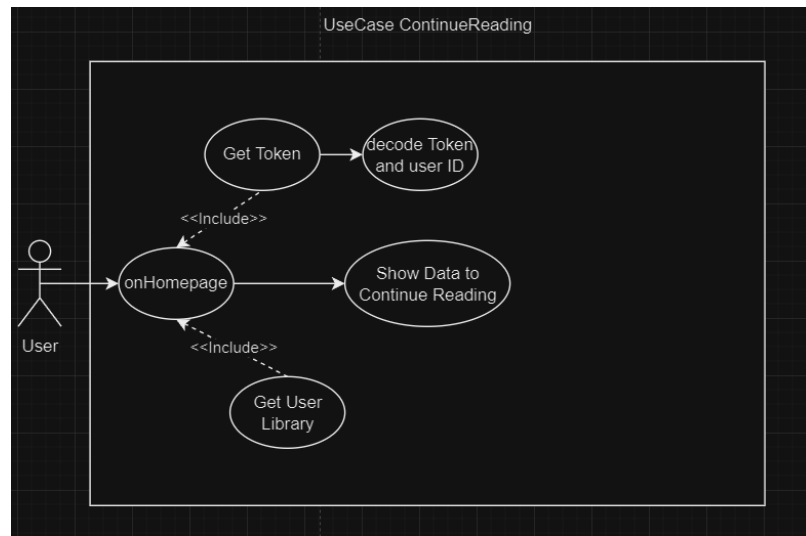 UseCase ContinueReading
Get Token
decode Token
and user ID
<<Include>>
onHomepage
Show Data to
Continue Reading
User
<<Include>>
Get User
Library